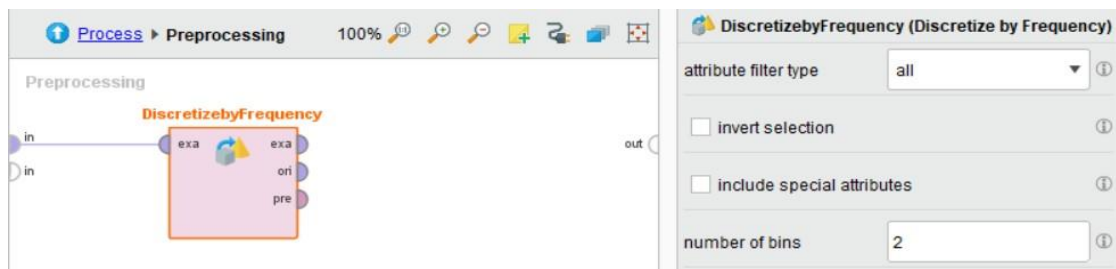 Process ▸ Preprocessing 100%
Preprocessing
DiscretizebyFrequency
in exa exa out
in ori
pre
DiscretizebyFrequency (Discretize by Frequency)
attribute filter type all
invert selection
include special attributes
number of bins 2